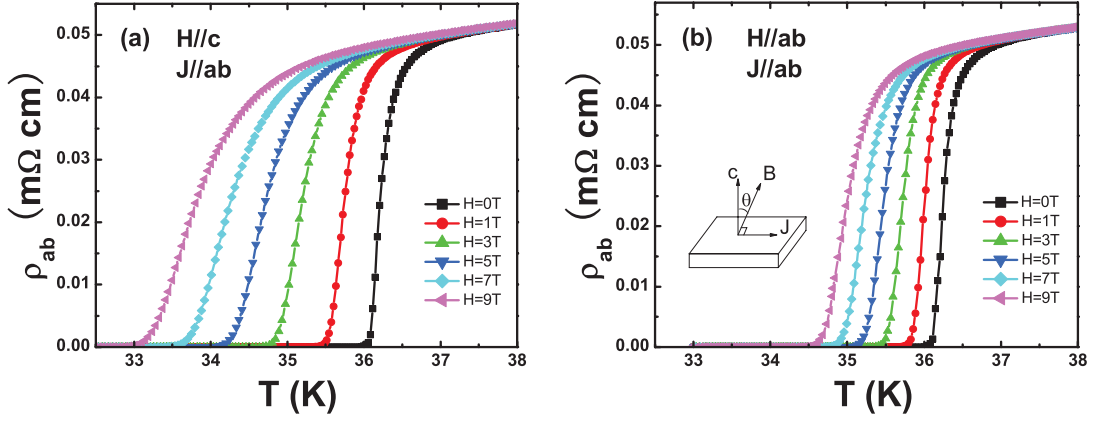 (a)
H//c
J//ab
ρab (mΩ cm)
0.05
0.04
0.03
0.02
0.01
0.00
H=0T
H=1T
H=3T
H=5T
H=7T
H=9T
33 34 35 36 37 38
T (K)
(b)
H//ab
J//ab
ρab (mΩ cm)
0.05
0.04
0.03
0.02
0.01
0.00
c
B
θ
J
H=0T
H=1T
H=3T
H=5T
H=7T
H=9T
33 34 35 36 37 38
T (K)